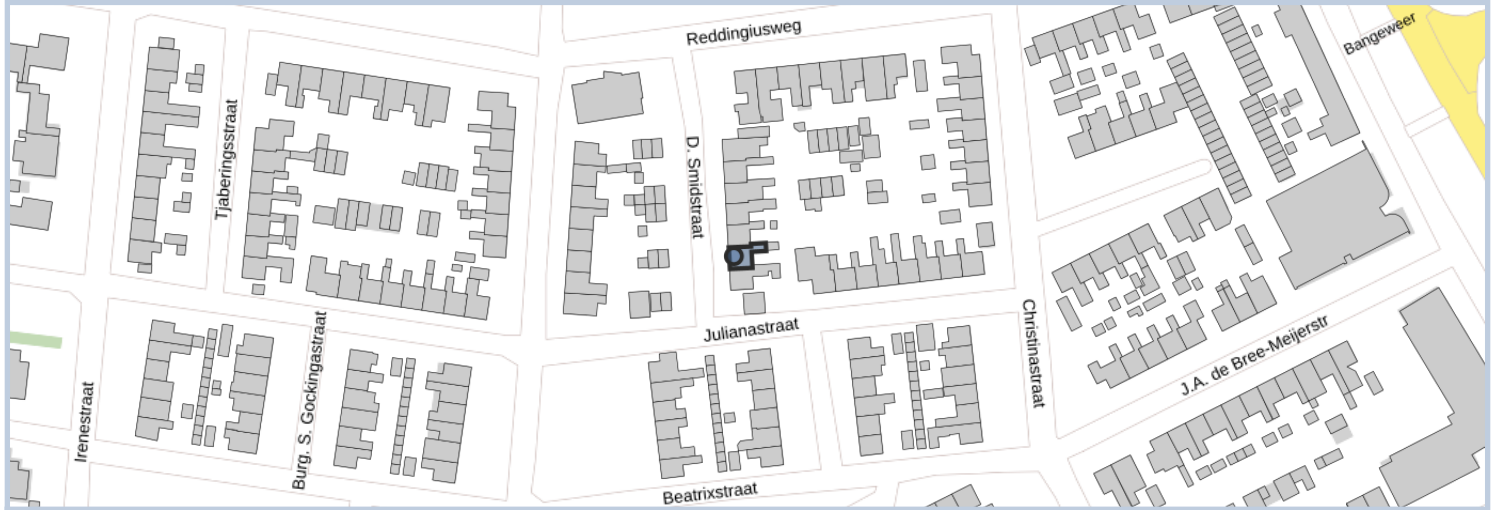 Reddingiusweg
Bangeweer
Tjaberingsstraat
D. Smidstraat
Julianastraat
Christinastraat
Burg. S. Gockingastraat
J.A. de Bree-Meijerstr
Irenestraat
Beatrixstraat